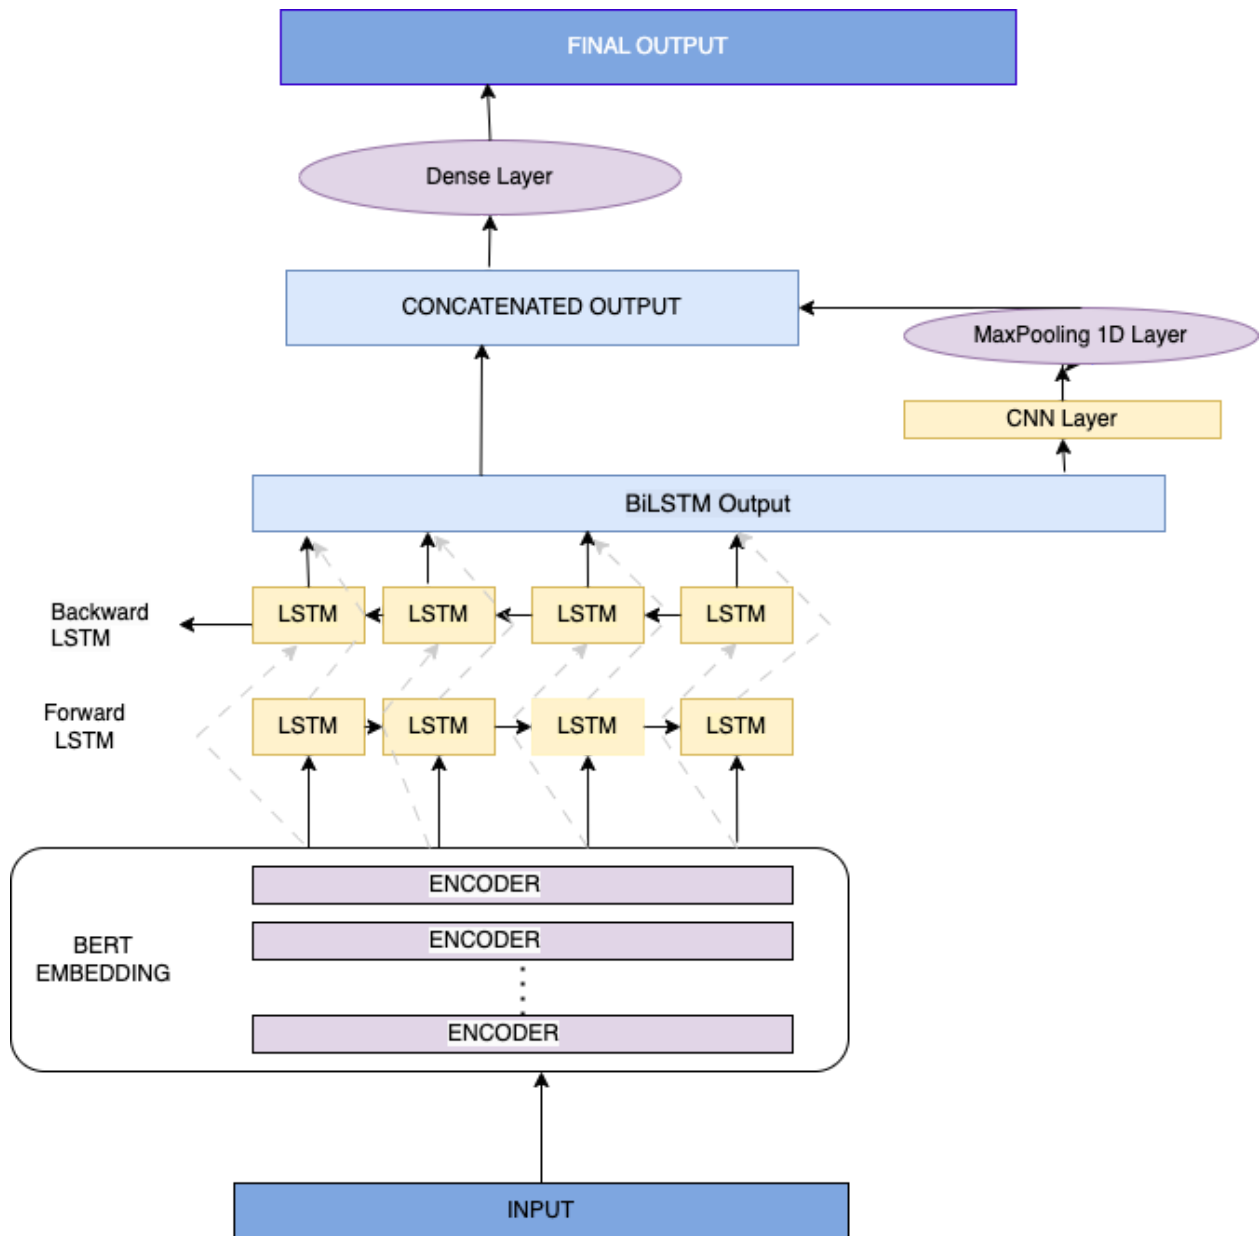 FINAL OUTPUT
Dense Layer
CONCATENATED OUTPUT
MaxPooling 1D Layer
CNN Layer
BiLSTM Output
Backward
LSTM
LSTM
LSTM
LSTM
LSTM
Forward
LSTM
LSTM
LSTM
LSTM
LSTM
BERT
EMBEDDING
ENCODER
ENCODER
ENCODER
INPUT